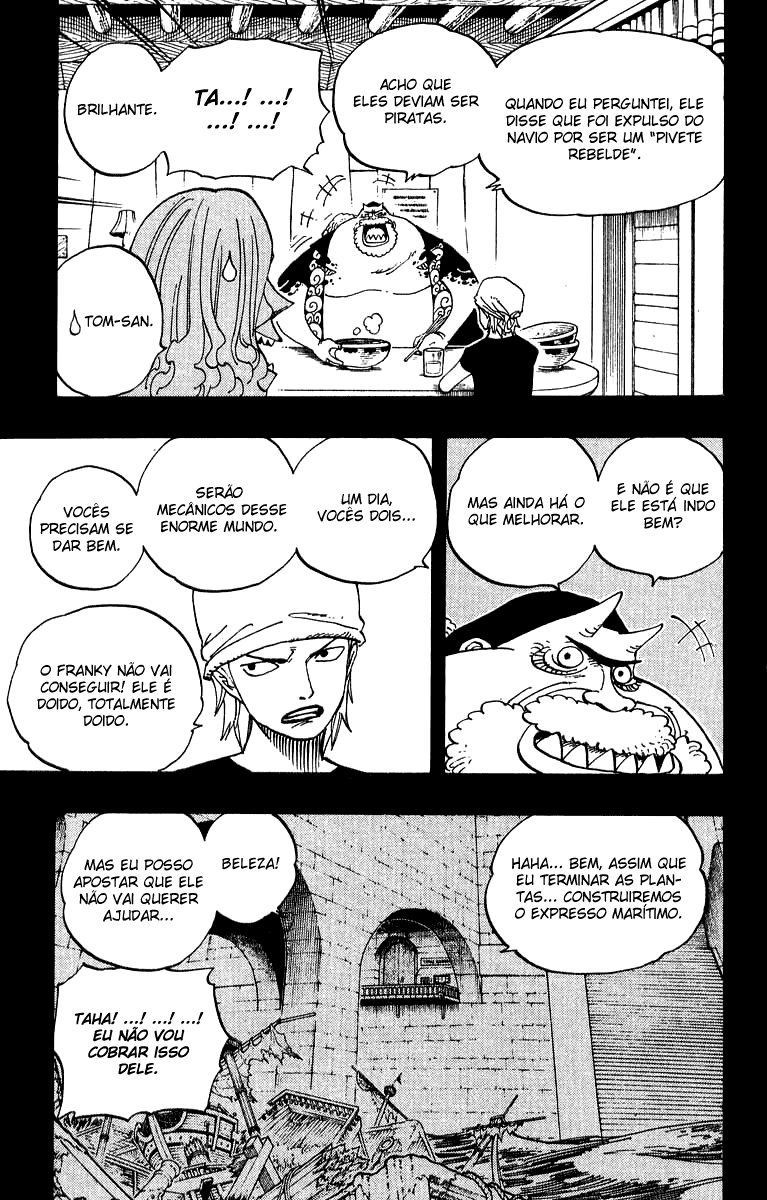 QUANDO EU PERGUNTEI, ELE
DISSE QUE FOI EXPULSO DO
NAVIO POR SER UM "PIVETE
REBELDE".
ACHO QUE
ELES DEVIAM SER
PIRATAS.
TA...! ...!
...! ...!
BRILHANTE.
TOM-SAN.
E NÃO É QUE
ELE ESTÁ INDO
BEM?
MAS AINDA HÁ O
QUE MELHORAR.
UM DIA,
VOCÊS DOIS...
SERÃO
MECÂNICOS DESSE
ENORME MUNDO.
VOCÊS
PRECISAM SE
DAR BEM.
O FRANKY NÃO VAI
CONSEGUIR! ELE É
DOIDO, TOTALMENTE
DOIDO.
HAHA... BEM, ASSIM QUE
EU TERMINAR AS PLAN-
TAS... CONSTRUIREMOS
O EXPRESSO MARÍTIMO.
BELEZA!
MAS EU POSSO
APOSTAR QUE ELE
NÃO VAI QUERER
AJUDAR...
TAHA! ...! ...! ...!
EU NÃO VOU
COBRAR ISSO
DELE.